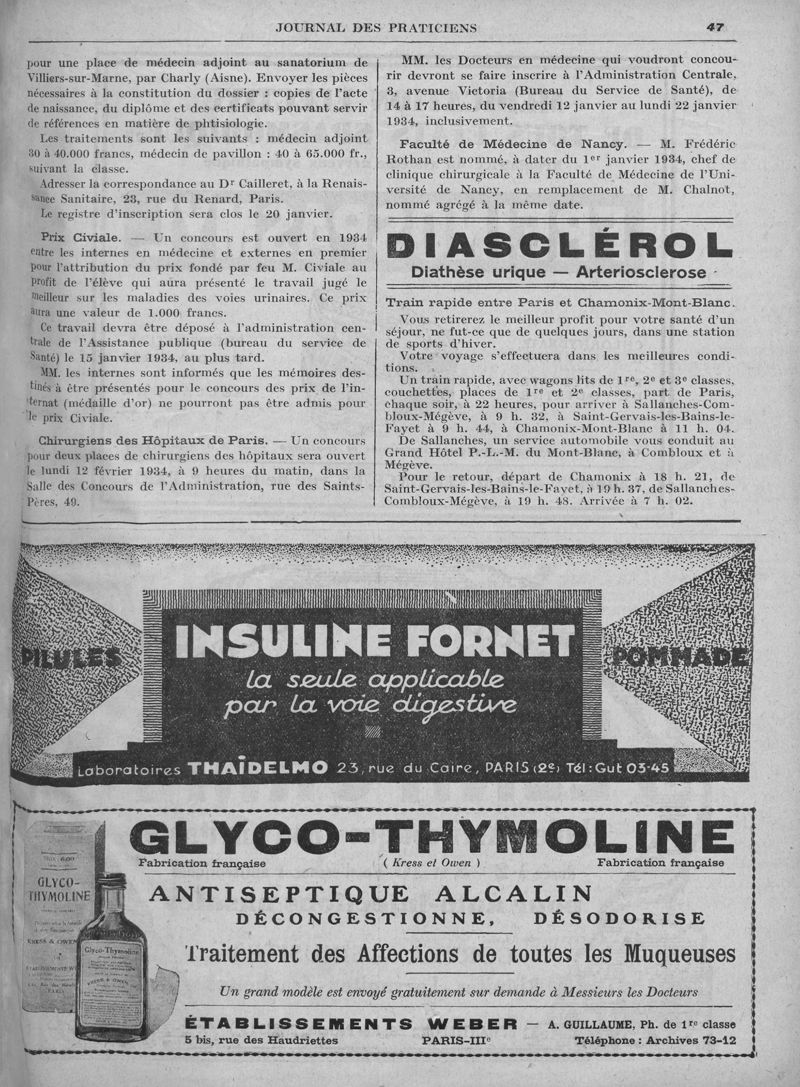 JOURNAL DES PRATICIENS 47
pour une place de médecin adjoint au sanatorium de
Villiers-sur-Marne, par Charly (Aisne). Envoyer les pièces
nécessaires à la constitution du dossier : copies de l'acte
de naissance, du diplôme et des certificats pouvant servir
de références en matière de phtisiologie.
Les traitements sont les suivants : médecin adjoint
30 à 40.000 francs, médecin de pavillon : 40 à 65.000 fr.,
suivant la classe.
Adresser la correspondance au Dr Cailleret, à la Renais-
sance Sanitaire, 23, rue du Renard, Paris.
Le registre d'inscription sera clos le 20 janvier.
Prix Civiale. — Un concours est ouvert en 1934
entre les internes en médecine et externes en premier
pour l'attribution du prix fondé par feu M. Civiale au
profit de l'élève qui aura présenté le travail jugé le
meilleur sur les maladies des voies urinaires. Ce prix
aura une valeur de 1.000 francs.
Ce travail devra être déposé à l'administration cen-
trale de l'Assistance publique (bureau du service de
Santé) le 15 janvier 1934, au plus tard.
MM. les internes sont informés que les mémoires des-
tinés à être présentés pour le concours des prix de l'in-
ternat (médaille d'or) ne pourront pas être admis pour
le prix Civiale.
Chirurgiens des Hôpitaux de Paris. — Un concours
pour deux places de chirurgiens des hôpitaux sera ouvert
le lundi 12 février 1934, à 9 heures du matin, dans la
Salle des Concours de l'Administration, rue des Saints-
Pères, 49.
MM. les Docteurs en médecine qui voudront concou-
rir devront se faire inscrire à l'Administration Centrale,
3, avenue Victoria (Bureau du Service de Santé), de
14 à 17 heures, du vendredi 12 janvier au lundi 22 janvier
1934, inclusivement.
Faculté de Médecine de Nancy. — M. Frédéric
Rothan est nommé, à dater du 1er janvier 1934, chef de
clinique chirurgicale à la Faculté de Médecine de l'Uni-
versité de Nancy, en remplacement de M. Chalnot,
nommé agrégé à la même date.
DIASCLÉROL
Diathèse urique — Arteriosclerose
Train rapide entre Paris et Chamonix-Mont-Blanc.
Vous retirerez le meilleur profit pour votre santé d'un
séjour, ne fut-ce que de quelques jours, dans une station
de sports d'hiver.
Votre voyage s'effectuera dans les meilleures condi-
tions.
Un train rapide, avec wagons lits de 1re, 2e et 3e classes,
couchettes, places de 1re et 2e classes, part de Paris,
chaque soir, à 22 heures, pour arriver à Sallanches-Com-
bloux-Mégève, à 9 h. 32, à Saint-Gervais-les-Bains-le-
Fayet à 9 h. 44, à Chamonix-Mont-Blanc à 11 h. 04.
De Sallanches, un service automobile vous conduit au
Grand Hôtel P.-L.-M. du Mont-Blanc, à Combloux et à
Mégève.
Pour le retour, départ de Chamonix à 18 h. 21, de
Saint-Gervais-les-Bains-le-Fayet, à 19 h. 37, de Sallanches-
Combloux-Mégève, à 19 h. 48. Arrivée à 7 h. 02.
PILULES
INSULINE FORNET
POMMADE
la seule applicable
par la voie digestive
Laboratoires THAÏDELMO 23, rue du Caire, PARIS (2e) Tél : Gut 03-45
GLYCO-THYMOLINE
Fabrication française ( Kress et Owen ) Fabrication française
GLYCO-
THYMOLINE
KRESS & OWEN
PARIS
Glyco-Thymoline
KRESS & OWEN
ANTISEPTIQUE ALCALIN
DÉCONGESTIONNE, DÉSODORISE
Traitement des Affections de toutes les Muqueuses
Un grand modèle est envoyé gratuitement sur demande à Messieurs les Docteurs
ÉTABLISSEMENTS WEBER — A. GUILLAUME, Ph. de 1re classe
5 bis, rue des Haudriettes PARIS-IIIe Téléphone : Archives 73-12